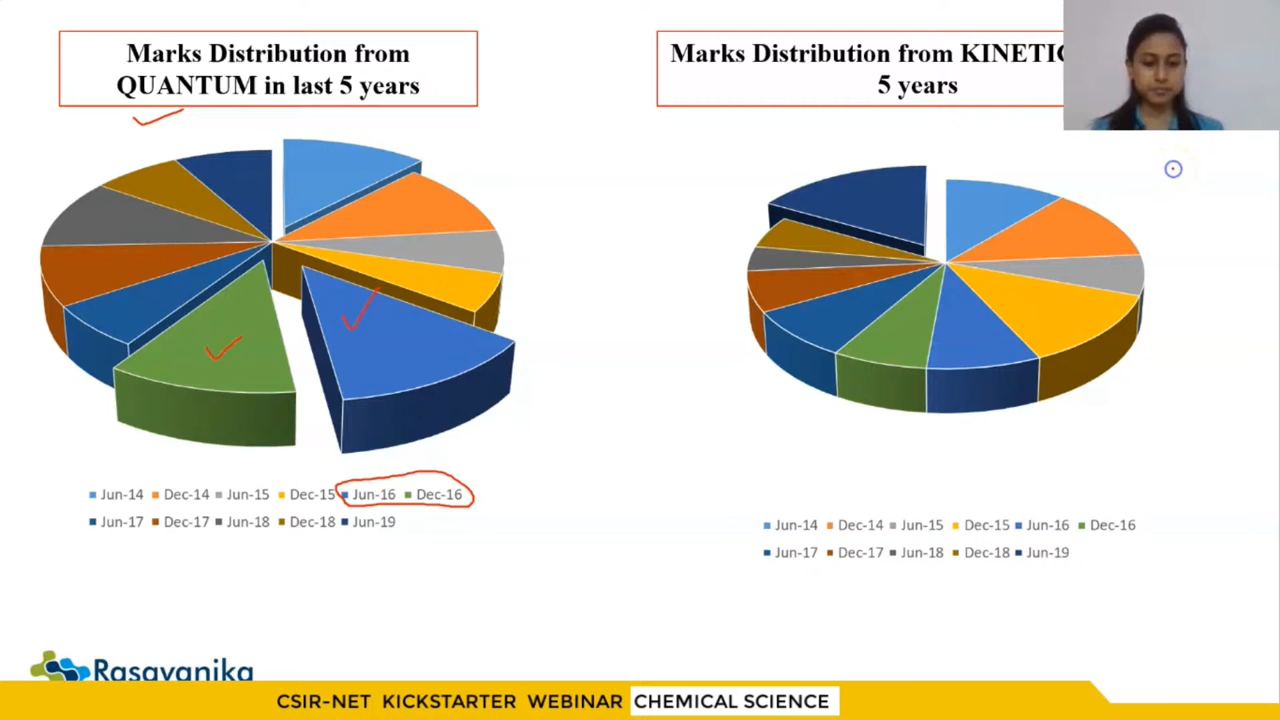 Marks Distribution from
QUANTUM in last 5 years
Marks Distribution from
5 years
Jun-14 Dec-14 Jun-15 Dec-15 Jun-16 Dec-16
Jun-17 Dec-17 Jun-18 Dec-18 Jun-19
Jun-14 Dec-14 Jun-15 Dec-15 Jun-16 Dec-16
Jun-17 Dec-17 Jun-18 Dec-18 Jun-19
Rasavanika
CSIR-NET KICKSTARTER WEBINAR CHEMICAL SCIENCE